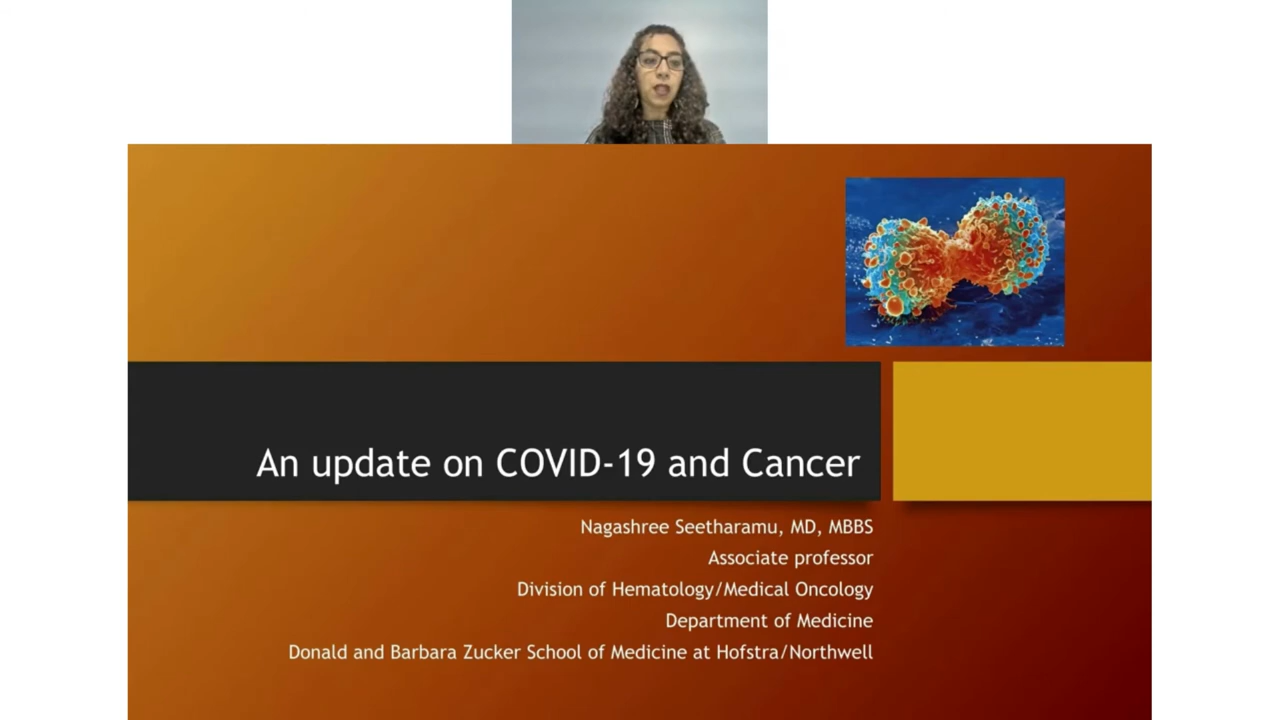 An update on COVID-19 and Cancer
Nagashree Seetharamu, MD, MBBS
Associate professor
Division of Hematology/Medical Oncology
Department of Medicine
Donald and Barbara Zucker School of Medicine at Hofstra/Northwell